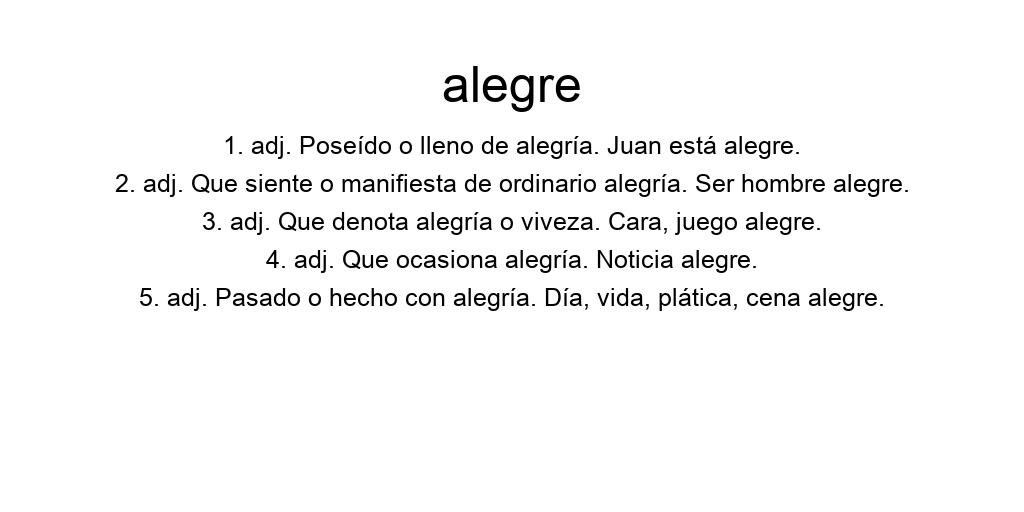 alegre
1. adj. Poseído o lleno de alegría. Juan está alegre.
2. adj. Que siente o manifiesta de ordinario alegría. Ser hombre alegre.
3. adj. Que denota alegría o viveza. Cara, juego alegre.
4. adj. Que ocasiona alegría. Noticia alegre.
5. adj. Pasado o hecho con alegría. Día, vida, plática, cena alegre.